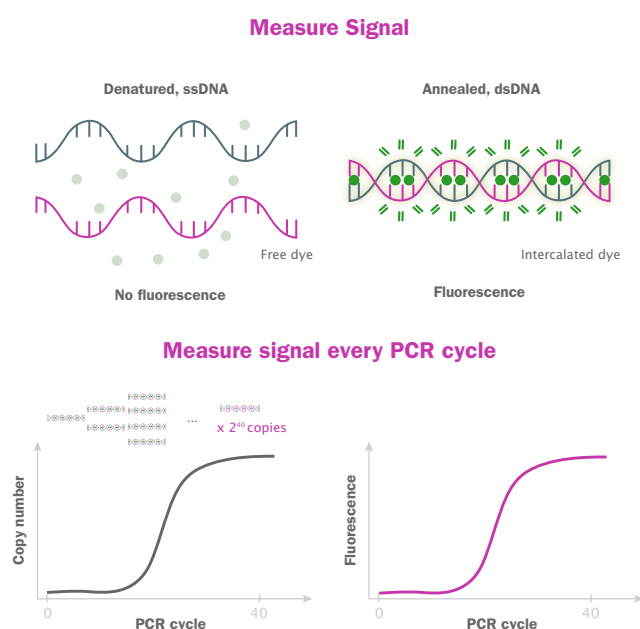 Measure Signal
Denatured, ssDNA
Annealed, dsDNA
Free dye
Intercalated dye
No fluorescence
Fluorescence
Measure signal every PCR cycle
...
x 2⁴⁰ copies
Copy number
0
40
PCR cycle
Fluorescence
0
40
PCR cycle